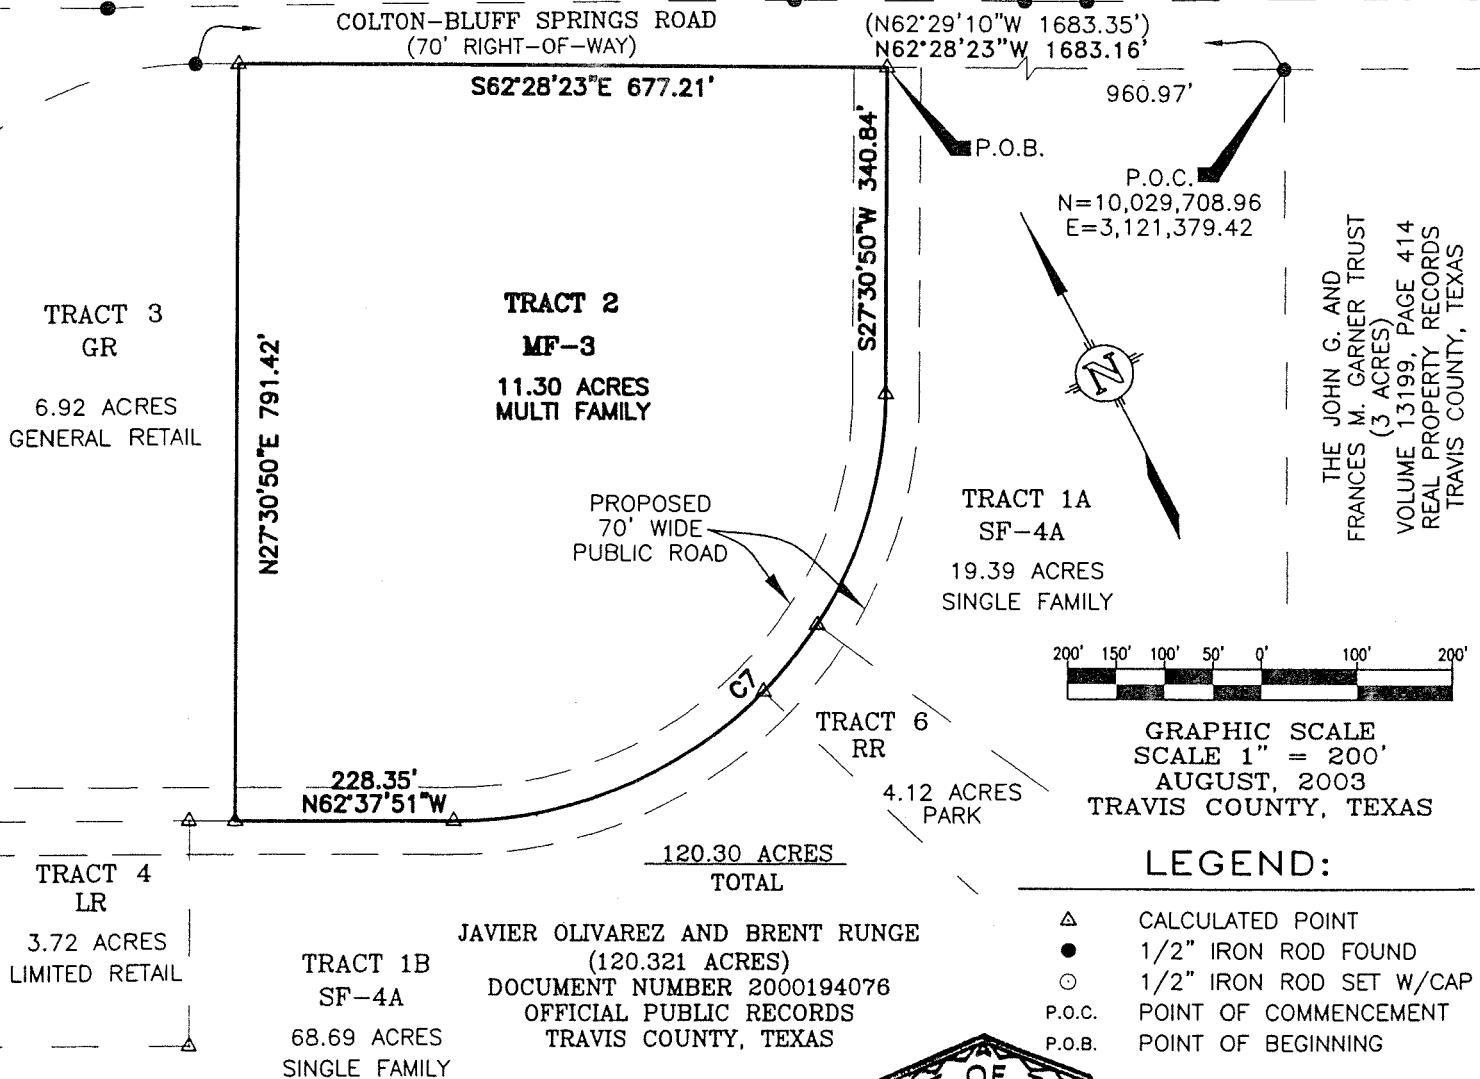 COLTON-BLUFF SPRINGS ROAD
(70' RIGHT-OF-WAY)
(N62°29'10"W 1683.35')
N62°28'23"W 1683.16'
S62°28'23"E 677.21'
960.97'
P.O.B.
P.O.C.
N=10,029,708.96
E=3,121,379.42
S27°30'50"W 340.84'
THE JOHN G. AND
FRANCES M. GARNER TRUST
(3 ACRES)
VOLUME 13199, PAGE 414
REAL PROPERTY RECORDS
TRAVIS COUNTY, TEXAS
TRACT 3
GR
6.92 ACRES
GENERAL RETAIL
N27°30'50"E 791.42'
TRACT 2
MF-3
11.30 ACRES
MULTI FAMILY
N
PROPOSED
70' WIDE
PUBLIC ROAD
TRACT 1A
SF-4A
19.39 ACRES
SINGLE FAMILY
200' 150' 100' 50' 0' 100' 200'
GRAPHIC SCALE
SCALE 1" = 200'
AUGUST, 2003
TRAVIS COUNTY, TEXAS
C7
TRACT 6
RR
4.12 ACRES
PARK
228.35'
N62°37'51"W
120.30 ACRES
TOTAL
TRACT 4
LR
3.72 ACRES
LIMITED RETAIL
TRACT 1B
SF-4A
68.69 ACRES
SINGLE FAMILY
JAVIER OLIVAREZ AND BRENT RUNGE
(120.321 ACRES)
DOCUMENT NUMBER 2000194076
OFFICIAL PUBLIC RECORDS
TRAVIS COUNTY, TEXAS
LEGEND:
CALCULATED POINT
1/2" IRON ROD FOUND
1/2" IRON ROD SET W/CAP
P.O.C. POINT OF COMMENCEMENT
P.O.B. POINT OF BEGINNING
OF